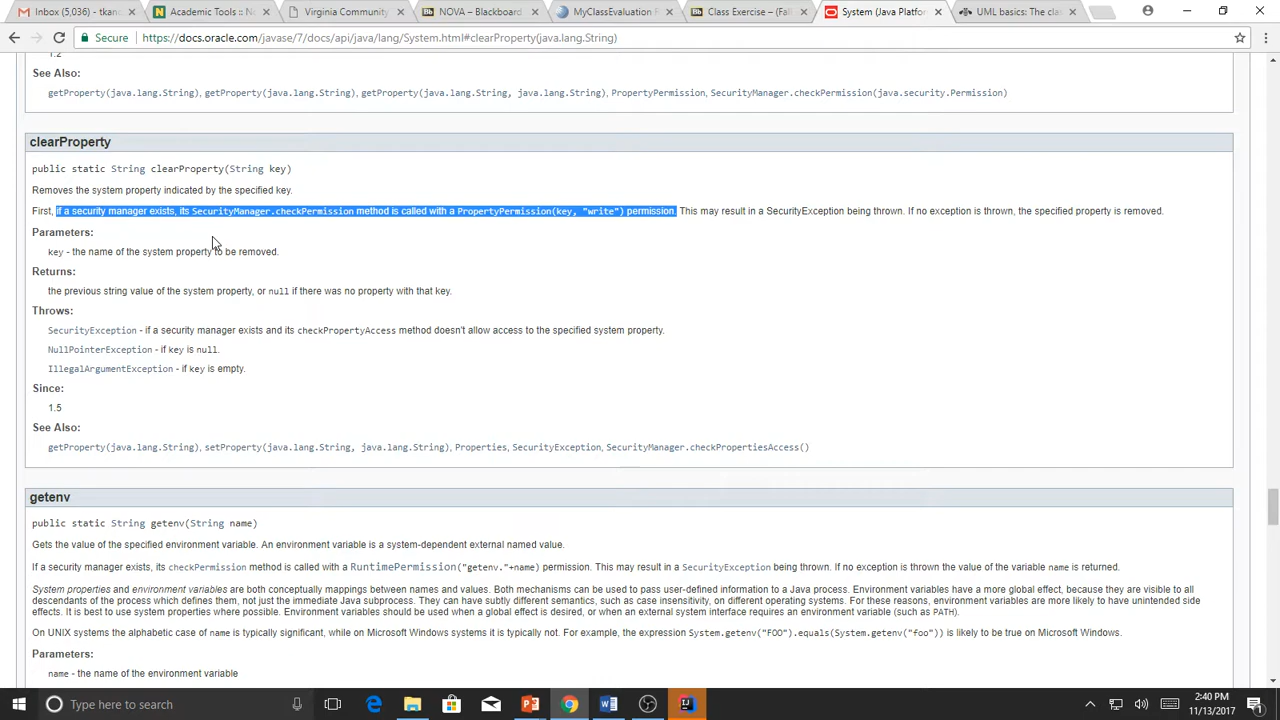 Inbox (5,036) - tkan
Academic Tools :: No
Virginia Community
NOVA – Blackboard
MyClassEvaluation
Class Exercise – (Fall
System (Java Platfor
UML basics: The cla
Secure
https://docs.oracle.com/javase/7/docs/api/java/lang/System.html#clearProperty(java.lang.String)
1.2
See Also:
getProperty(java.lang.String), getProperty(java.lang.String), getProperty(java.lang.String, java.lang.String), PropertyPermission, SecurityManager.checkPermission(java.security.Permission)
clearProperty
public static String clearProperty(String key)
Removes the system property indicated by the specified key.
First, if a security manager exists, its SecurityManager.checkPermission method is called with a PropertyPermission(key, "write") permission. This may result in a SecurityException being thrown. If no exception is thrown, the specified property is removed.
Parameters:
key - the name of the system property to be removed.
Returns:
the previous string value of the system property, or null if there was no property with that key.
Throws:
SecurityException - if a security manager exists and its checkPropertyAccess method doesn't allow access to the specified system property.
NullPointerException - if key is null.
IllegalArgumentException - if key is empty.
Since:
1.5
See Also:
getProperty(java.lang.String), setProperty(java.lang.String, java.lang.String), Properties, SecurityException, SecurityManager.checkPropertiesAccess()
getenv
public static String getenv(String name)
Gets the value of the specified environment variable. An environment variable is a system-dependent external named value.
If a security manager exists, its checkPermission method is called with a RuntimePermission("getenv."+name) permission. This may result in a SecurityException being thrown. If no exception is thrown the value of the variable name is returned.
System properties and environment variables are both conceptually mappings between names and values. Both mechanisms can be used to pass user-defined information to a Java process. Environment variables have a more global effect, because they are visible to all
descendants of the process which defines them, not just the immediate Java subprocess. They can have subtly different semantics, such as case insensitivity, on different operating systems. For these reasons, environment variables are more likely to have unintended side
effects. It is best to use system properties where possible. Environment variables should be used when a global effect is desired, or when an external system interface requires an environment variable (such as PATH).
On UNIX systems the alphabetic case of name is typically significant, while on Microsoft Windows systems it is typically not. For example, the expression System.getenv("FOO").equals(System.getenv("foo")) is likely to be true on Microsoft Windows.
Parameters:
name - the name of the environment variable
Type here to search
2:40 PM
11/13/2017